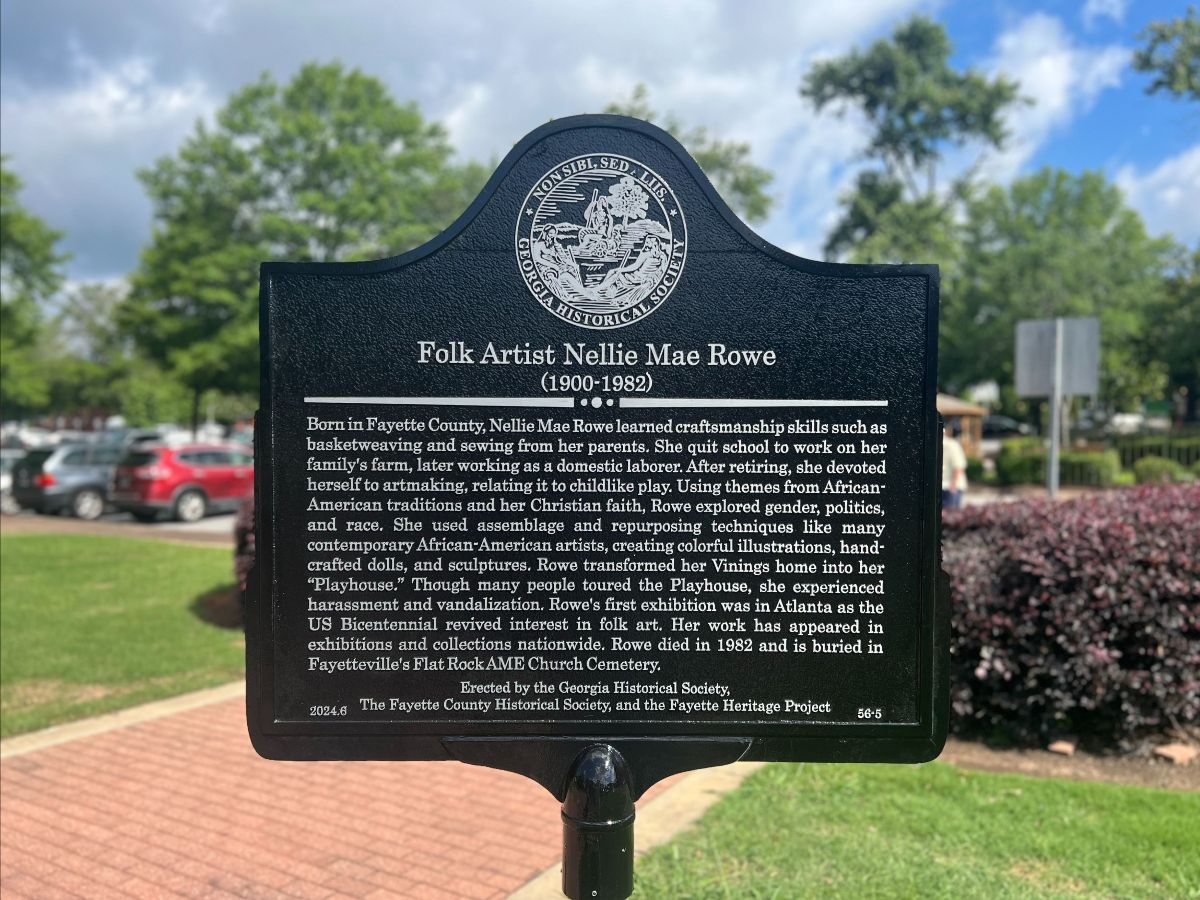 NON SIBI, SED ALIIS.
GEORGIA HISTORICAL SOCIETY
Folk Artist Nellie Mae Rowe
(1900-1982)
Born in Fayette County, Nellie Mae Rowe learned craftsmanship skills such as
basketweaving and sewing from her parents. She quit school to work on her
family's farm, later working as a domestic laborer. After retiring, she devoted
herself to artmaking, relating it to childlike play. Using themes from African-
American traditions and her Christian faith, Rowe explored gender, politics,
and race. She used assemblage and repurposing techniques like many
contemporary African-American artists, creating colorful illustrations, hand-
crafted dolls, and sculptures. Rowe transformed her Vinings home into her
“Playhouse.” Though many people toured the Playhouse, she experienced
harassment and vandalization. Rowe's first exhibition was in Atlanta as the
US Bicentennial revived interest in folk art. Her work has appeared in
exhibitions and collections nationwide. Rowe died in 1982 and is buried in
Fayetteville's Flat Rock AME Church Cemetery.
Erected by the Georgia Historical Society,
2024.6 The Fayette County Historical Society, and the Fayette Heritage Project 56-5